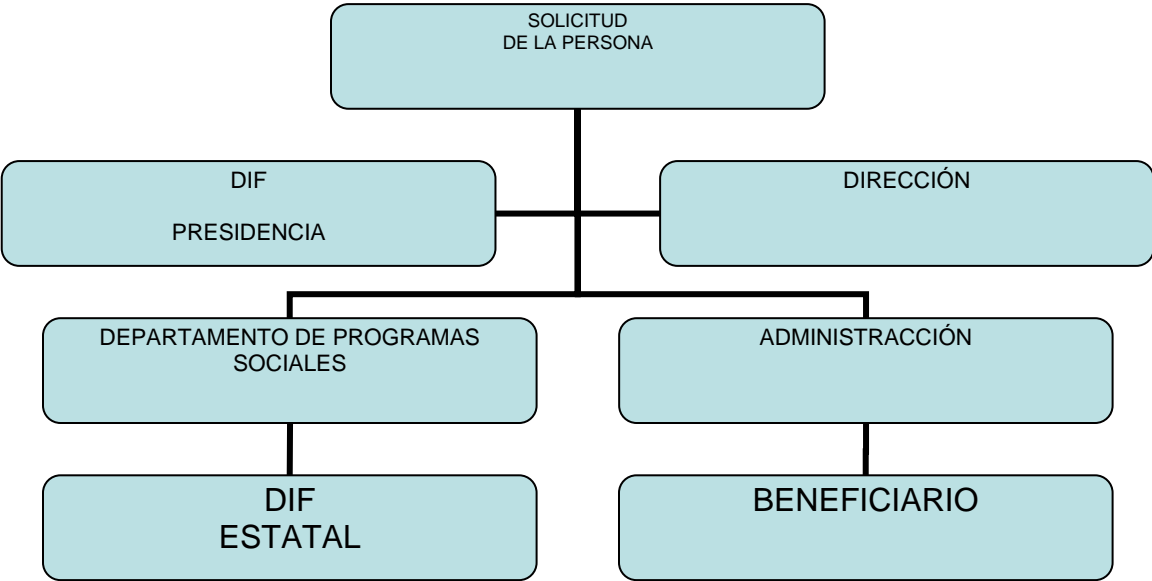 SOLICITUD
DE LA PERSONA
DIF
PRESIDENCIA
DIRECCIÓN
DEPARTAMENTO DE PROGRAMAS
SOCIALES
ADMINISTRACCIÓN
DIF
ESTATAL
BENEFICIARIO